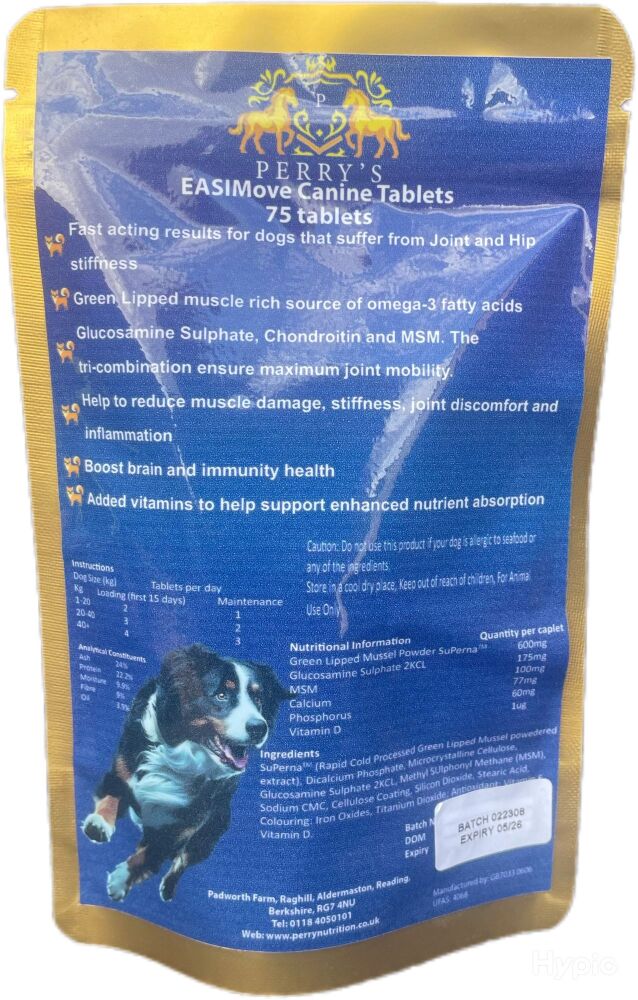 P
PERRY'S
EASIMove Canine Tablets
75 tablets
Fast acting results for dogs that suffer from Joint and Hip
stiffness
Green Lipped muscle rich source of omega-3 fatty acids
Glucosamine Sulphate, Chondroitin and MSM. The
tri-combination ensure maximum joint mobility.
Help to reduce muscle damage, stiffness, joint discomfort and
inflammation
Boost brain and immunity health
Added vitamins to help support enhanced nutrient absorption
Caution: Do not use this product if your dog is allergic to seafood or
any of the ingredients
Store in a cool dry place, Keep out of reach of children, For Animal
Use Only
Instructions
Dog Size (kg) Tablets per day
Kg Loading (first 15 days) Maintenance
1-20 2 1
20-40 3 2
40+ 4 3
Analytical Constituents
Ash 24%
Protein 22.2%
Moisture 5.9%
Fibre 9%
Oil 3.9%
Nutritional Information Quantity per caplet
Green Lipped Mussel Powder SuPerna™ 600mg
Glucosamine Sulphate 2KCL 175mg
MSM 100mg
Calcium 77mg
Phosphorus 60mg
Vitamin D 1ug
Ingredients
SuPerna™ (Rapid Cold Processed Green Lipped Mussel powdered
extract), Dicalcium Phosphate, Microcrystalline Cellulose,
Glucosamine Sulphate 2KCL, Methyl SUlphonyl Methane (MSM),
Sodium CMC, Cellulose Coating, Silicon Dioxide, Stearic Acid,
Colouring: Iron Oxides, Titanium Dioxide. Antioxidant:
Vitamin D.
Batch
DOM
Expiry
BATCH 022308
EXPIRY 05/26
Padworth Farm, Raghill, Aldermaston, Reading,
Berkshire, RG7 4NU
Tel: 0118 4050101
Web: www.perrynutrition.co.uk
Manufactured by: GB7033 0606
UFAS: 4068
Hypio